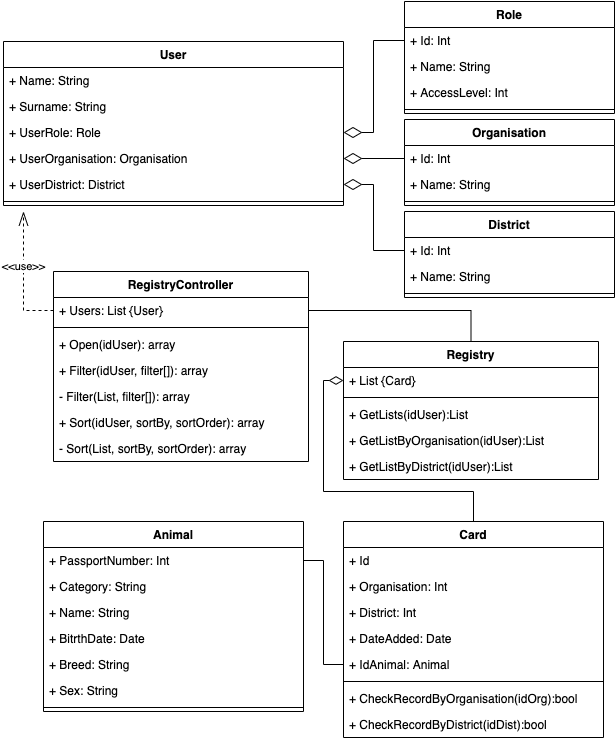 Role
+ Id: Int
+ Name: String
+ AccessLevel: Int
User
+ Name: String
+ Surname: String
+ UserRole: Role
+ UserOrganisation: Organisation
+ UserDistrict: District
Organisation
+ Id: Int
+ Name: String
District
+ Id: Int
+ Name: String
<<use>>
RegistryController
+ Users: List {User}
+ Open(idUser): array
+ Filter(idUser, filter[]): array
- Filter(List, filter[]): array
+ Sort(idUser, sortBy, sortOrder): array
- Sort(List, sortBy, sortOrder): array
Registry
+ List {Card}
+ GetLists(idUser):List
+ GetListByOrganisation(idUser):List
+ GetListByDistrict(idUser):List
Animal
+ PassportNumber: Int
+ Category: String
+ Name: String
+ BitrthDate: Date
+ Breed: String
+ Sex: String
Card
+ Id
+ Organisation: Int
+ District: Int
+ DateAdded: Date
+ IdAnimal: Animal
+ CheckRecordByOrganisation(idOrg):bool
+ CheckRecordByDistrict(idDist):bool